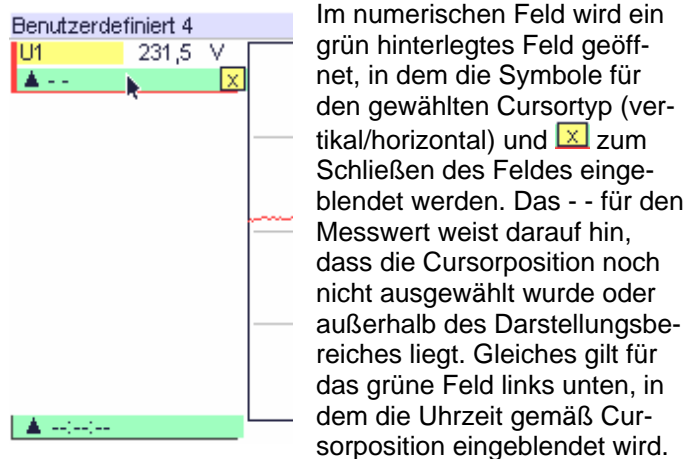 Benutzerdefiniert 4
U1 231,5 V
▲ - - x
▲ --:--:--
Im numerischen Feld wird ein
grün hinterlegtes Feld geöff-
net, in dem die Symbole für
den gewählten Cursortyp (ver-
tikal/horizontal) und x zum
Schließen des Feldes einge-
blendet werden. Das - - für den
Messwert weist darauf hin,
dass die Cursorposition noch
nicht ausgewählt wurde oder
außerhalb des Darstellungsbe-
reiches liegt. Gleiches gilt für
das grüne Feld links unten, in
dem die Uhrzeit gemäß Cur-
sorposition eingeblendet wird.